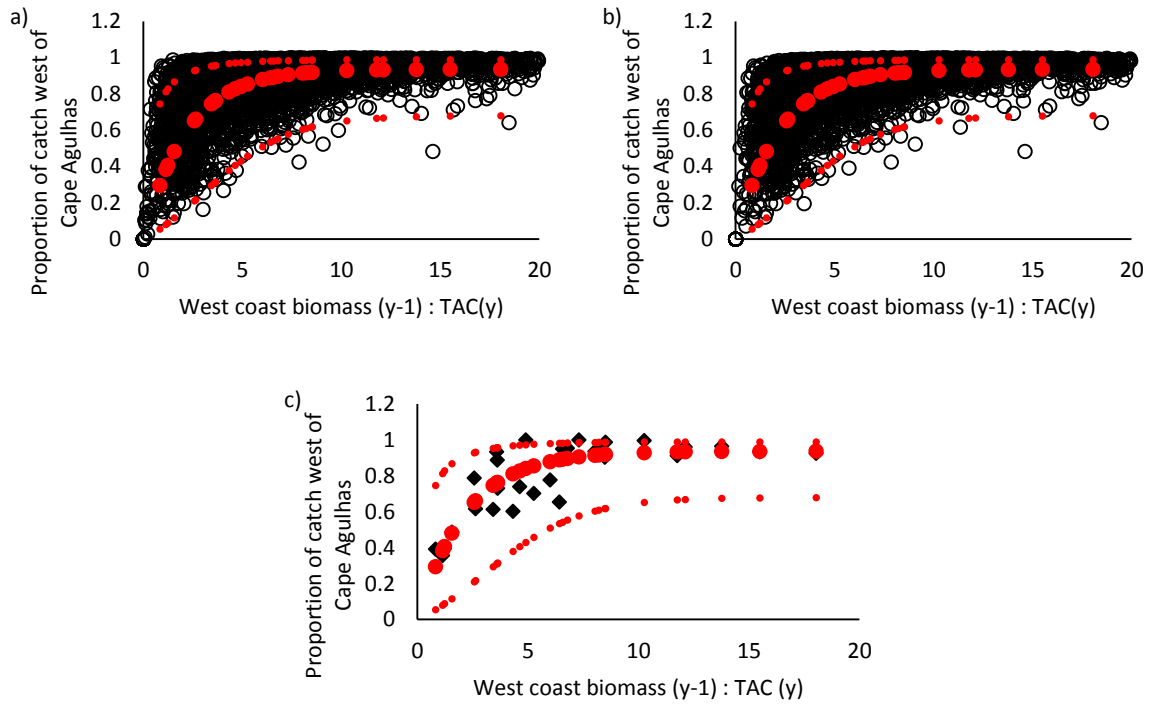 a)
Proportion of catch west of
Cape Agulhas
1.2
1
0.8
0.6
0.4
0.2
0
0 5 10 15 20
West coast biomass (y-1) : TAC(y)
b)
Proportion of catch west of
Cape Agulhas
1.2
1
0.8
0.6
0.4
0.2
0
0 5 10 15 20
West coast biomass (y-1) : TAC(y)
c)
Proportion of catch west of
Cape Agulhas
1.2
1
0.8
0.6
0.4
0.2
0
0 5 10 15 20
West coast biomass (y-1) : TAC (y)